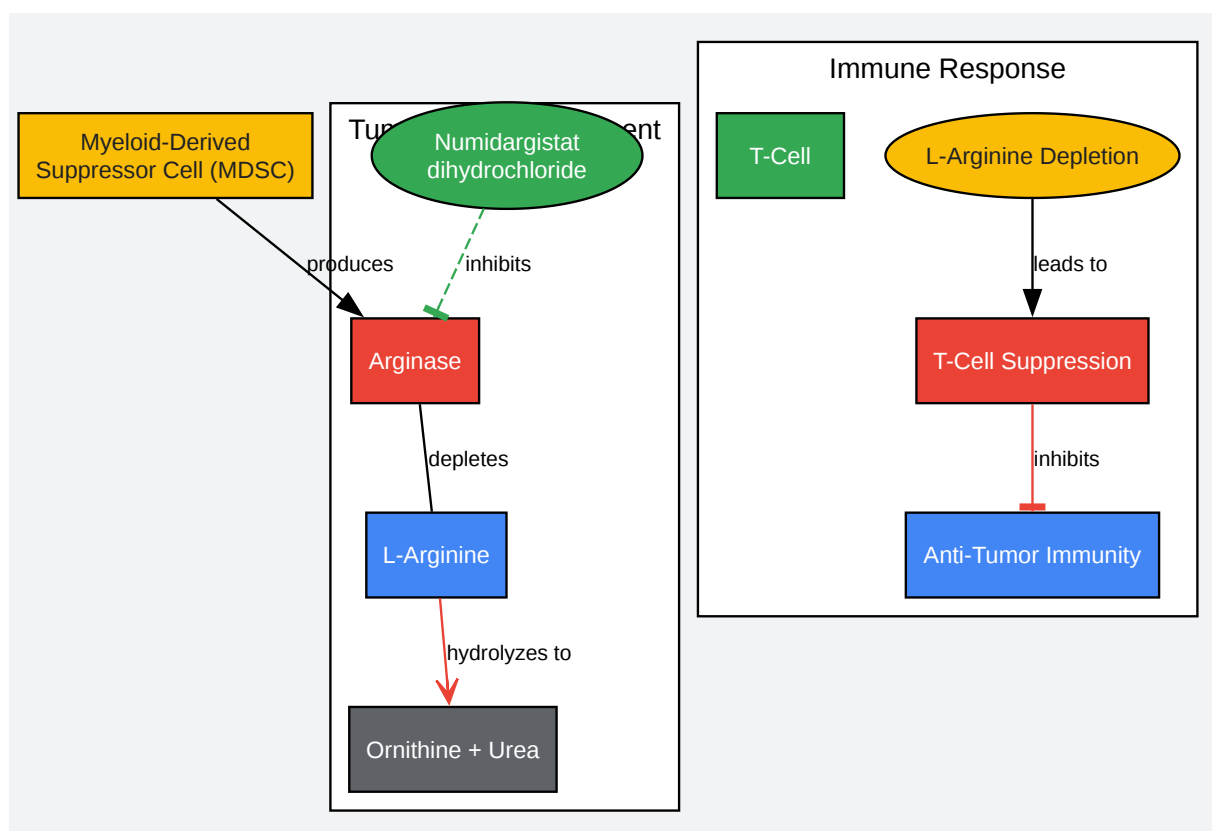 Immune Response
Myeloid-Derived
Suppressor Cell (MDSC)
Numidargistat
dihydrochloride
T-Cell
L-Arginine Depletion
produces
inhibits
leads to
Arginase
T-Cell Suppression
depletes
inhibits
L-Arginine
Anti-Tumor Immunity
hydrolyzes to
Ornithine + Urea